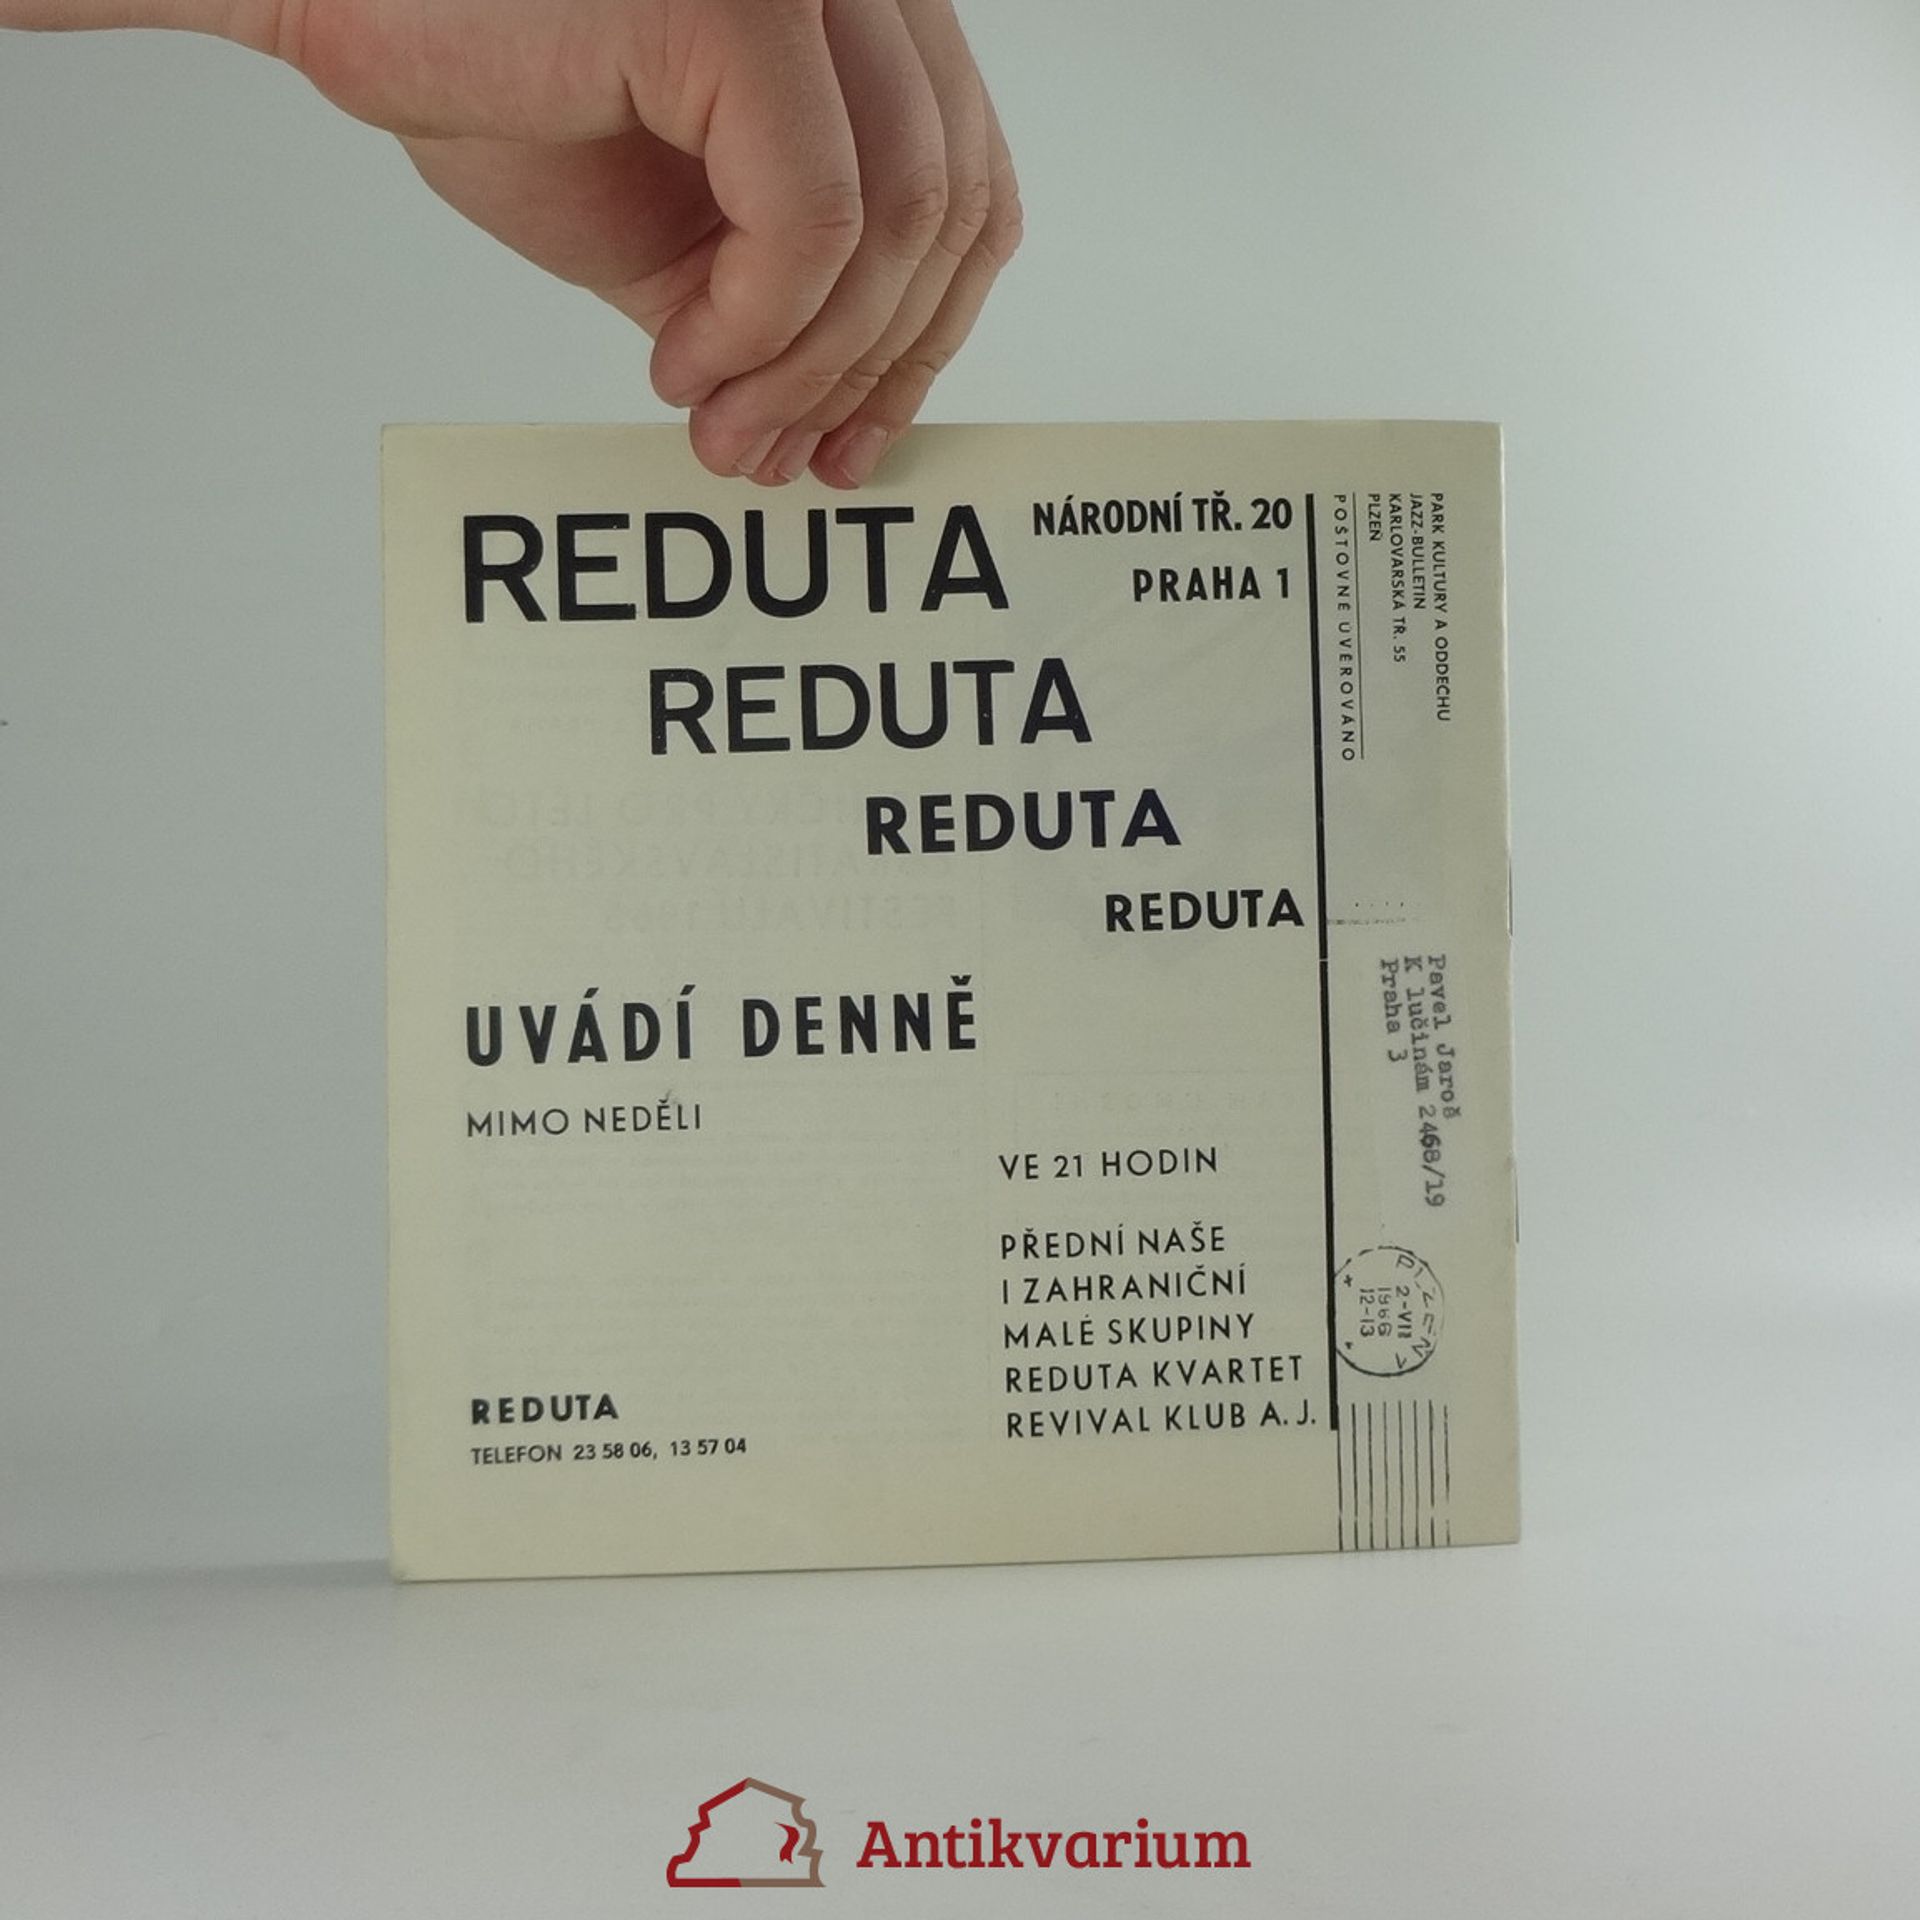 REDUTA
NÁRODNÍ TŘ. 20
PRAHA 1
REDUTA
REDUTA
REDUTA
UVÁDÍ DENNĚ
MIMO NEDĚLI
VE 21 HODIN
PŘEDNÍ NAŠE
I ZAHRANIČNÍ
MALÉ SKUPINY
REDUTA KVARTET
REVIVAL KLUB A. J.
REDUTA
TELEFON 23 58 06, 13 57 04
PARK KULTURY A ODDECHU
JAZZ-BULLETIN
KARLOVARSKÁ TŘ. 55
PLZEŇ
POŠTOVNÉ ÚVĚROVÁNO
Pavel Jaroš
K lučinám 2468/19
Praha 3
PLZEŇ
2-VII
1966
12-13
Antikvarium